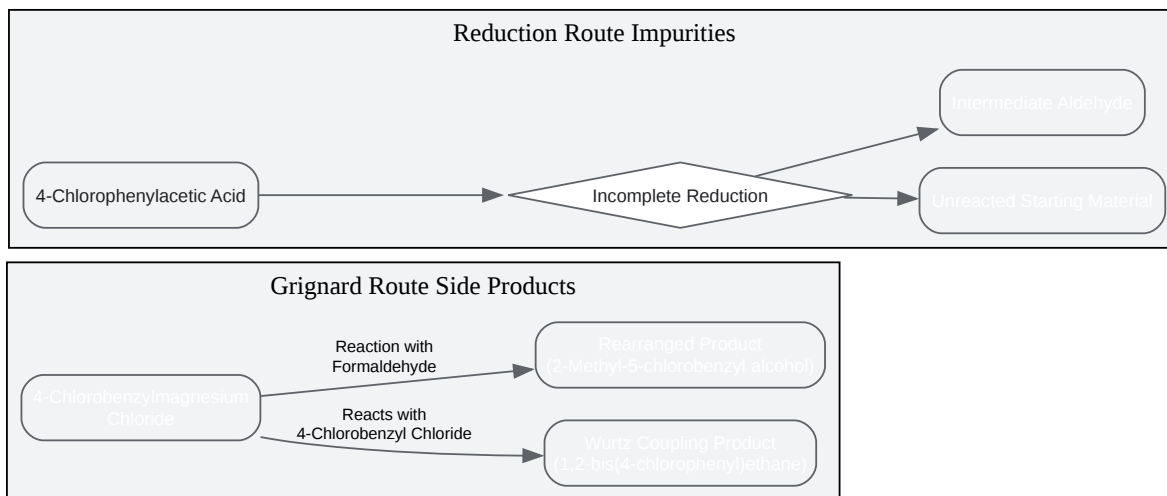 Reduction Route Impurities
Intermediate Aldehyde
4-Chlorophenylacetic Acid
Incomplete Reduction
Unreacted Starting Material
Grignard Route Side Products
Reaction with
Formaldehyde
Rearranged Product
(2-Methyl-5-chlorobenzyl alcohol)
4-Chlorobenzylmagnesium
Chloride
Reacts with
4-Chlorobenzyl Chloride
Wurtz Coupling Product
(1,2-bis(4-chlorophenyl)ethane)